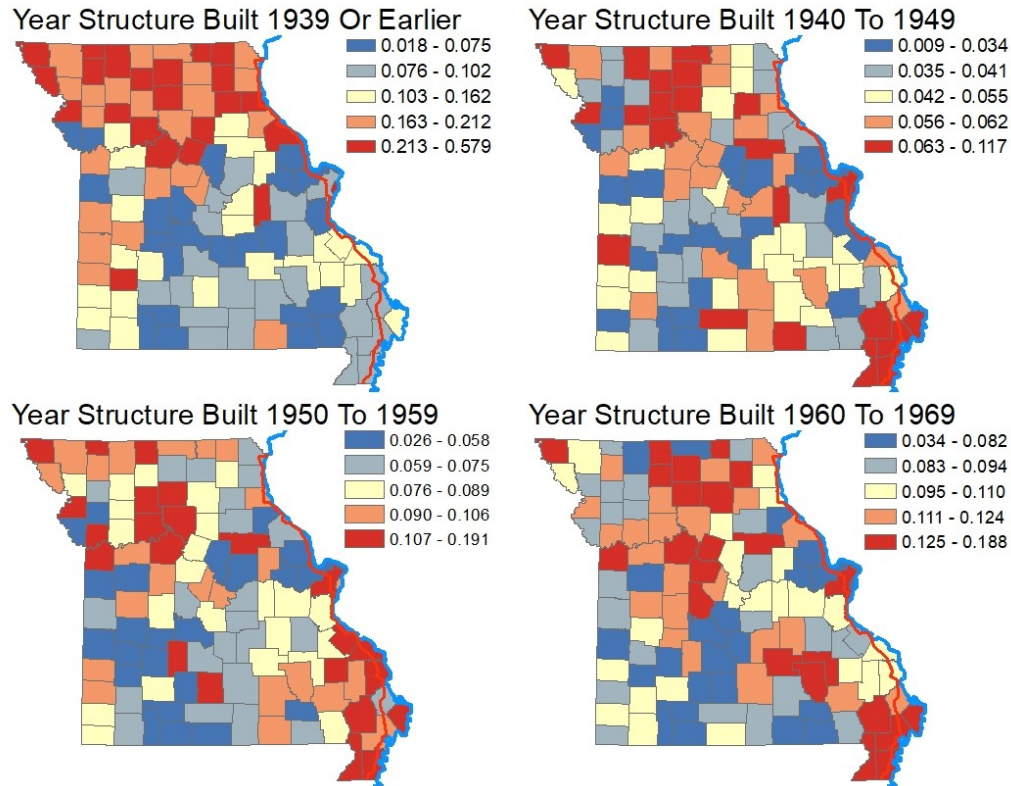 Year Structure Built 1939 Or Earlier
0.018 - 0.075
0.076 - 0.102
0.103 - 0.162
0.163 - 0.212
0.213 - 0.579
Year Structure Built 1940 To 1949
0.009 - 0.034
0.035 - 0.041
0.042 - 0.055
0.056 - 0.062
0.063 - 0.117
Year Structure Built 1950 To 1959
0.026 - 0.058
0.059 - 0.075
0.076 - 0.089
0.090 - 0.106
0.107 - 0.191
Year Structure Built 1960 To 1969
0.034 - 0.082
0.083 - 0.094
0.095 - 0.110
0.111 - 0.124
0.125 - 0.188